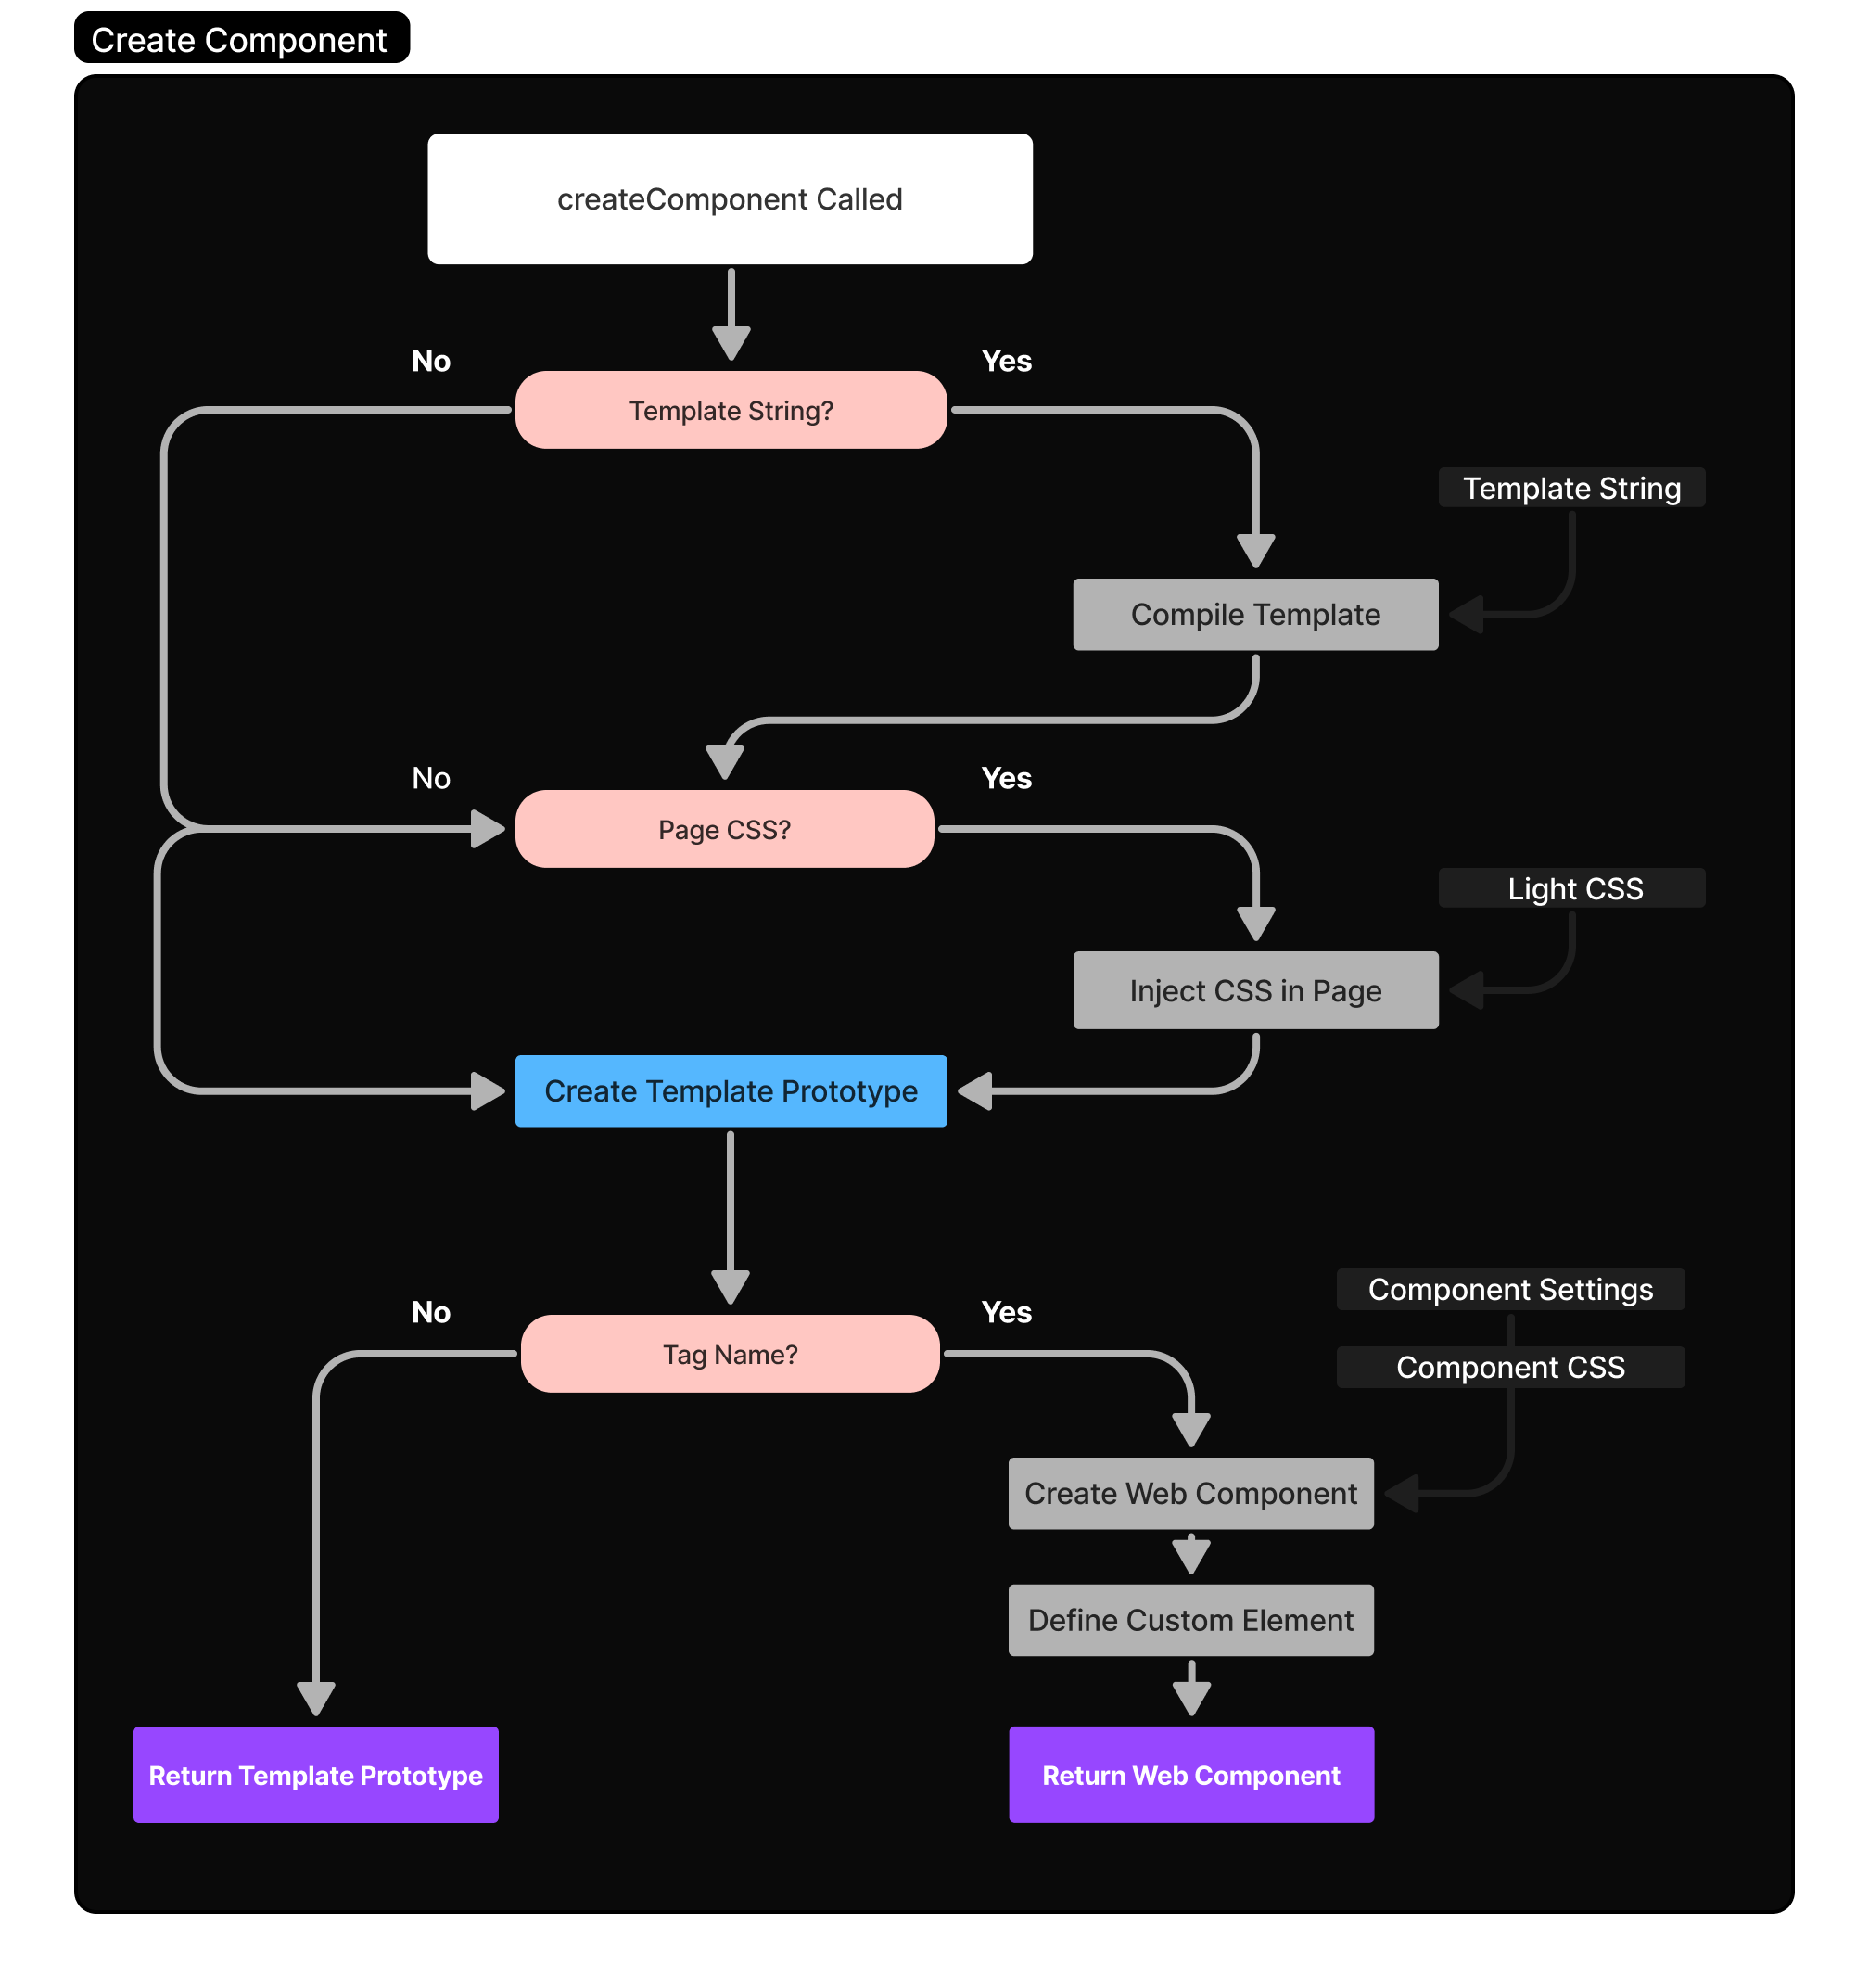 Create Component
createComponent Called
No
Yes
Template String?
Template String
Compile Template
No
Yes
Page CSS?
Light CSS
Inject CSS in Page
Create Template Prototype
Component Settings
No
Yes
Tag Name?
Component CSS
Create Web Component
Define Custom Element
Return Template Prototype
Return Web Component